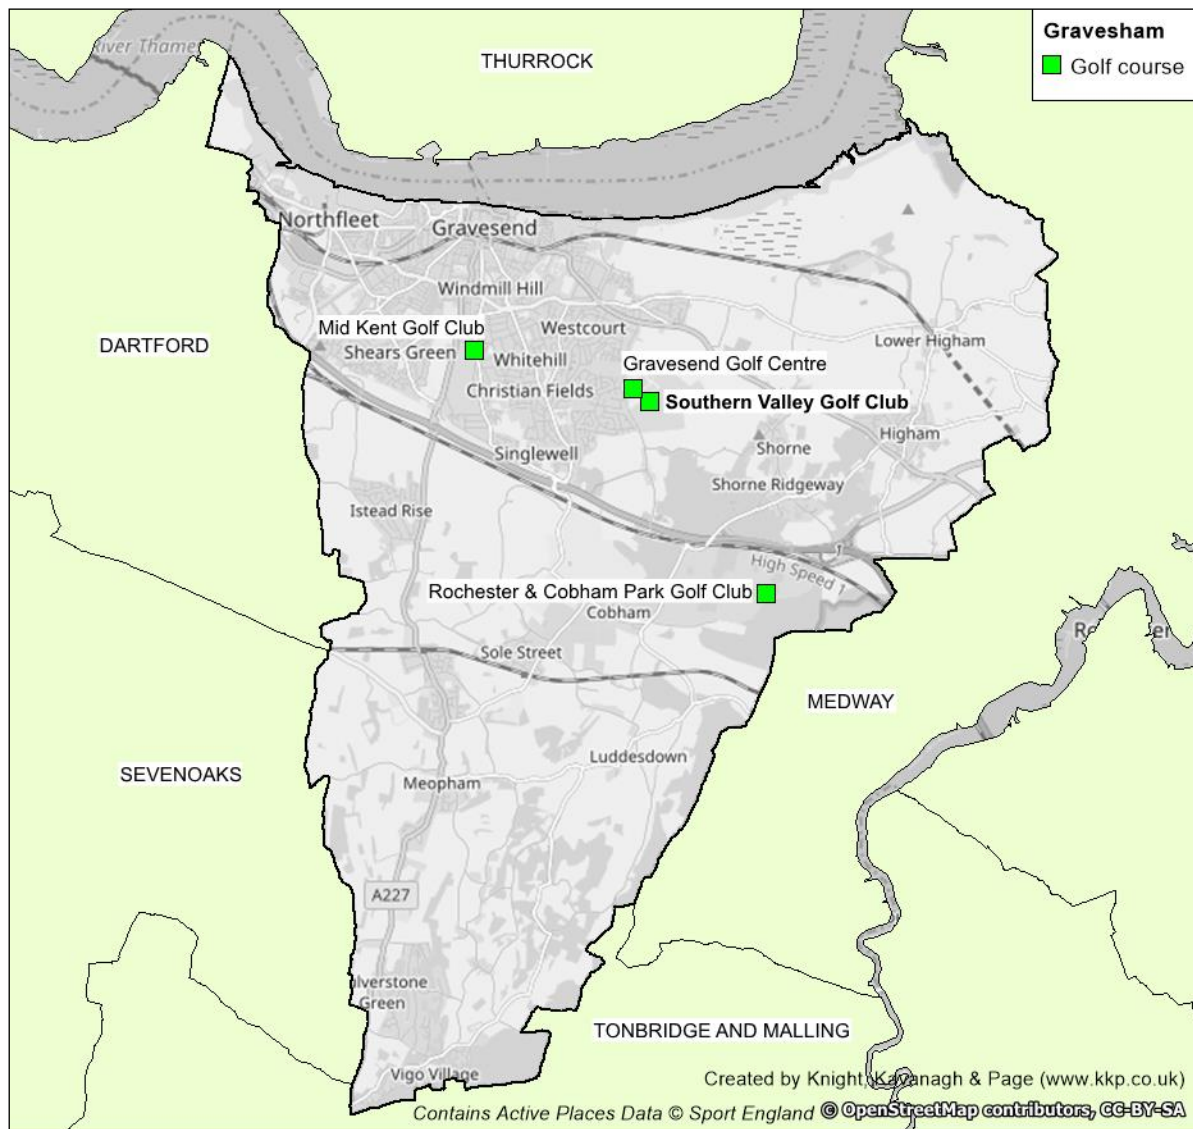 River Thame
THURROCK
Gravesham
Golf course
Northfleet
Gravesend
Windmill Hill
Mid Kent Golf Club
Westcourt
DARTFORD
Shears Green
Whitehill
Lower Higham
Gravesend Golf Centre
Christian Fields
Southern Valley Golf Club
Higham
Singlewell
Shorne
Shorne Ridgeway
Istead Rise
1
High Speed 1
Rochester & Cobham Park Golf Club
Cobham
Sole Street
MEDWAY
Luddesdown
SEVENOAKS
Meopham
A227
lverstone
Green
TONBRIDGE AND MALLING
Vigo Village
Created by Knight, Kavanagh & Page (www.kkp.co.uk)
Contains Active Places Data © Sport England © OpenStreetMap contributors, CC-BY-SA